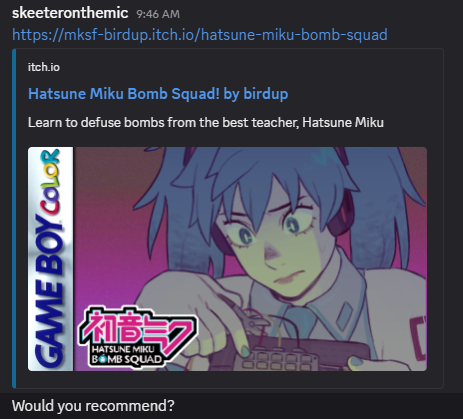 skeeteronthemic 9:46 AM
https://mksf-birdup.itch.io/hatsune-miku-bomb-squad
itch.io
Hatsune Miku Bomb Squad! by birdup
Learn to defuse bombs from the best teacher, Hatsune Miku
GAME BOY COLOR
初音ミク
HATSUNE MIKU
BOMB SQUAD
Would you recommend?